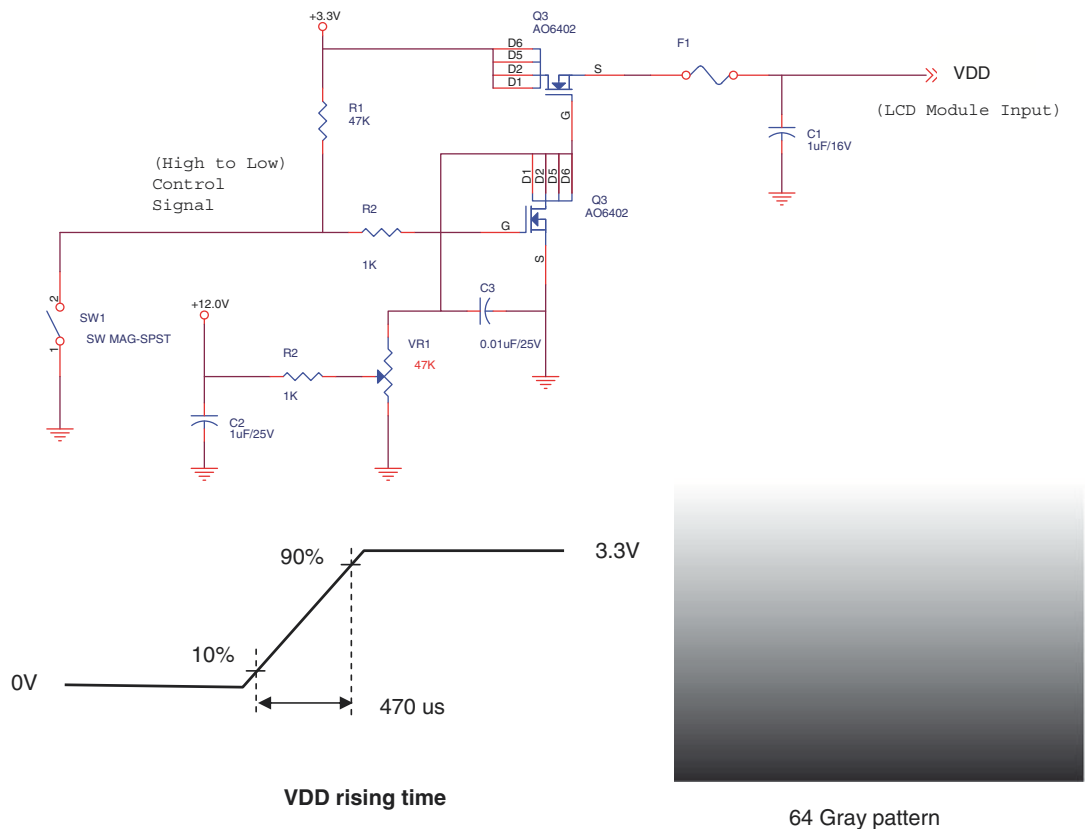 +3.3V
Q3
AO6402
D6
D5
D2
D1
S
G
F1
VDD
(LCD Module Input)
C1
1uF/16V
R1
47K
(High to Low)
Control
Signal
D1
D2
D5
D6
Q3
AO6402
R2
1K
G
S
C3
0.01uF/25V
2
1
SW1
SW MAG-SPST
+12.0V
R2
1K
VR1
47K
C2
1uF/25V
90%
3.3V
10%
0V
470 us
VDD rising time
64 Gray pattern